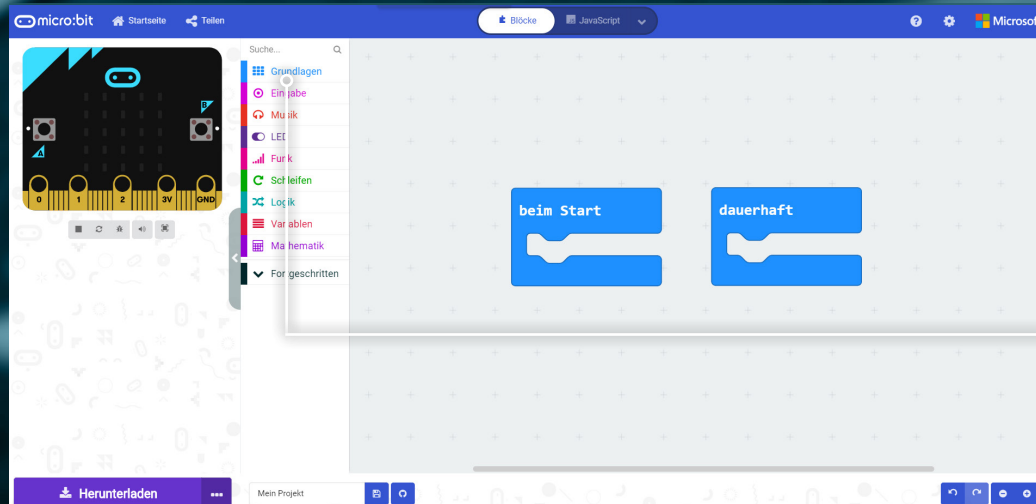 micro:bit Startseite Teilen Blöcke JavaScript Microsoft
Suche...
Grundlagen
Eingabe
Musik
LED
Funk
Schleifen
Logik
Variablen
Mathematik
Fortgeschritten
B
A
0 1 2 3V GND
beim Start
dauerhaft
Herunterladen
Mein Projekt